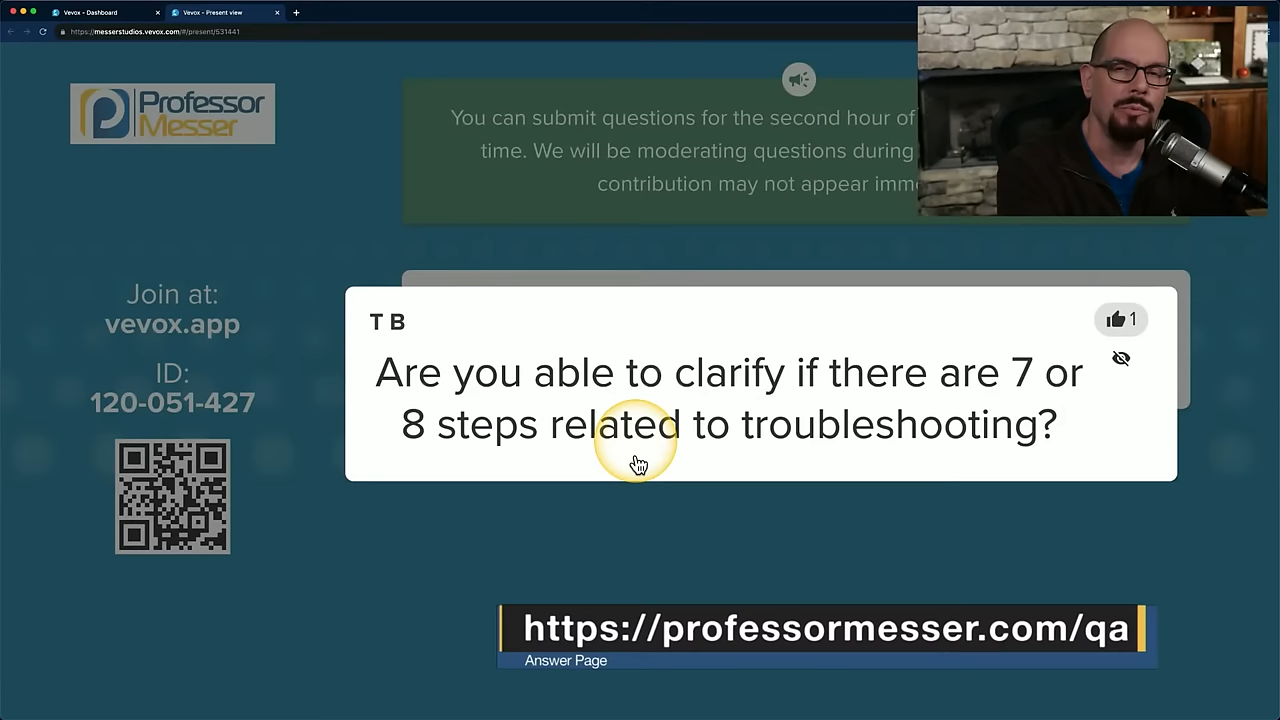 Vevox - Dashboard
Vevox - Present view
https://messerstudios.vevox.com/#/present/531441
Professor
Messer
You can submit questions for the second hour of
time. We will be moderating questions during
contribution may not appear imme
Join at:
vevox.app
ID:
120-051-427
T B
1
Are you able to clarify if there are 7 or
8 steps related to troubleshooting?
https://professormesser.com/qa
Answer Page